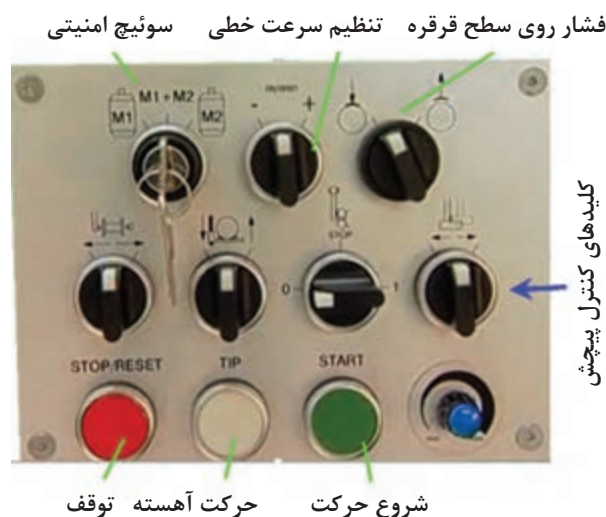 فشار روی سطح قرقره
تنظیم سرعت خطی
سوئیچ امنیتی
M1
M1+M2
M2
-
+
کلیدهای کنترل پیچش
STOP
0
1
STOP/RESET
TIP
START
شروع حرکت
حرکت آهسته
توقف